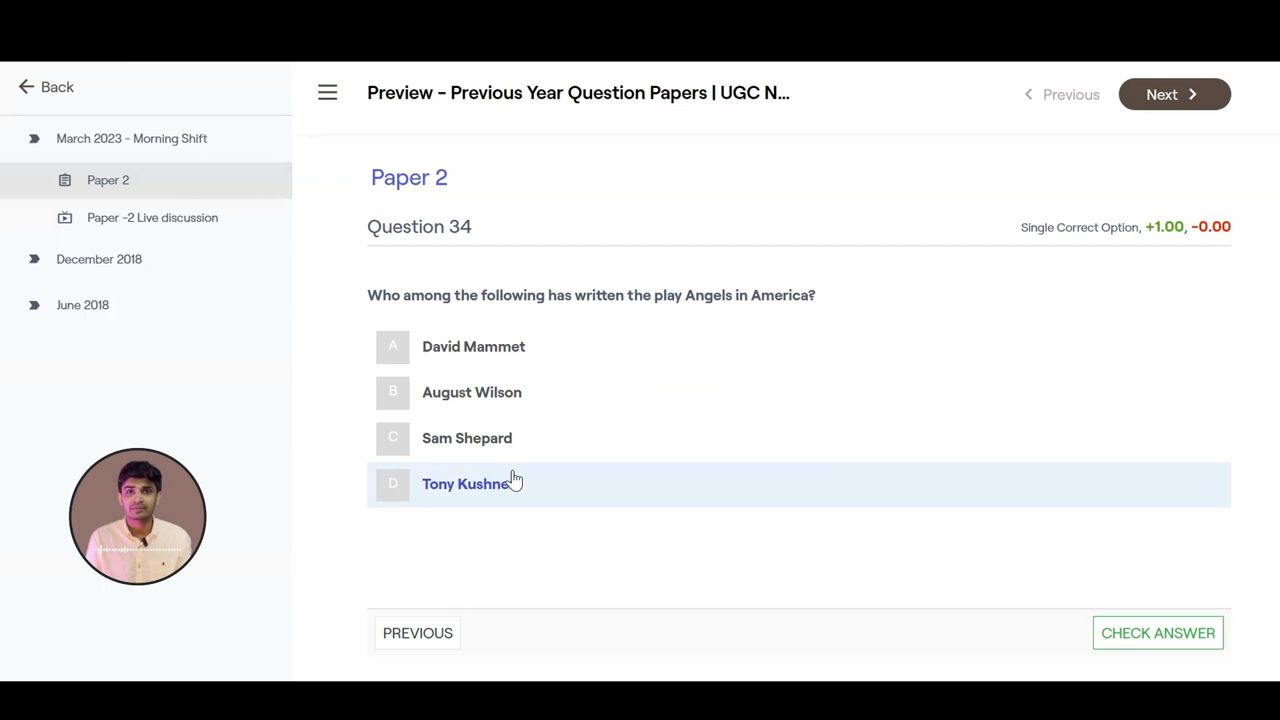 Back
March 2023 - Morning Shift
Paper 2
Paper -2 Live discussion
December 2018
June 2018
Preview - Previous Year Question Papers | UGC N...
Previous
Next
Paper 2
Question 34
Single Correct Option, +1.00, -0.00
Who among the following has written the play Angels in America?
A David Mammet
B August Wilson
C Sam Shepard
D Tony Kushne
PREVIOUS
CHECK ANSWER